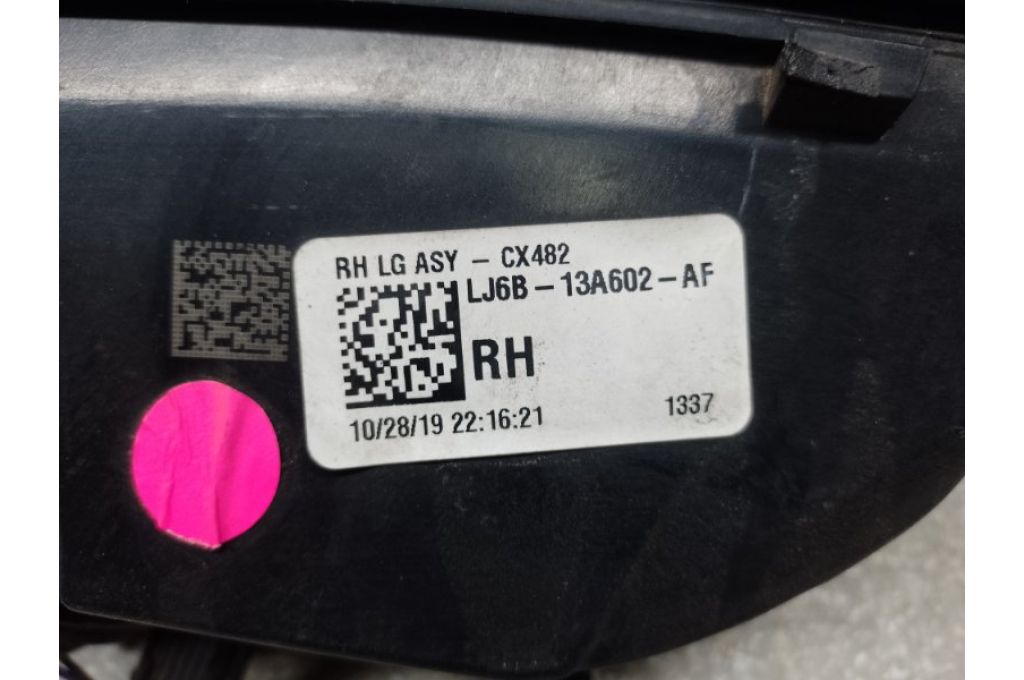 RH LG ASY - CX482
LJ6B - 13A602 - AF
RH
10/28/19 22:16:21 1337